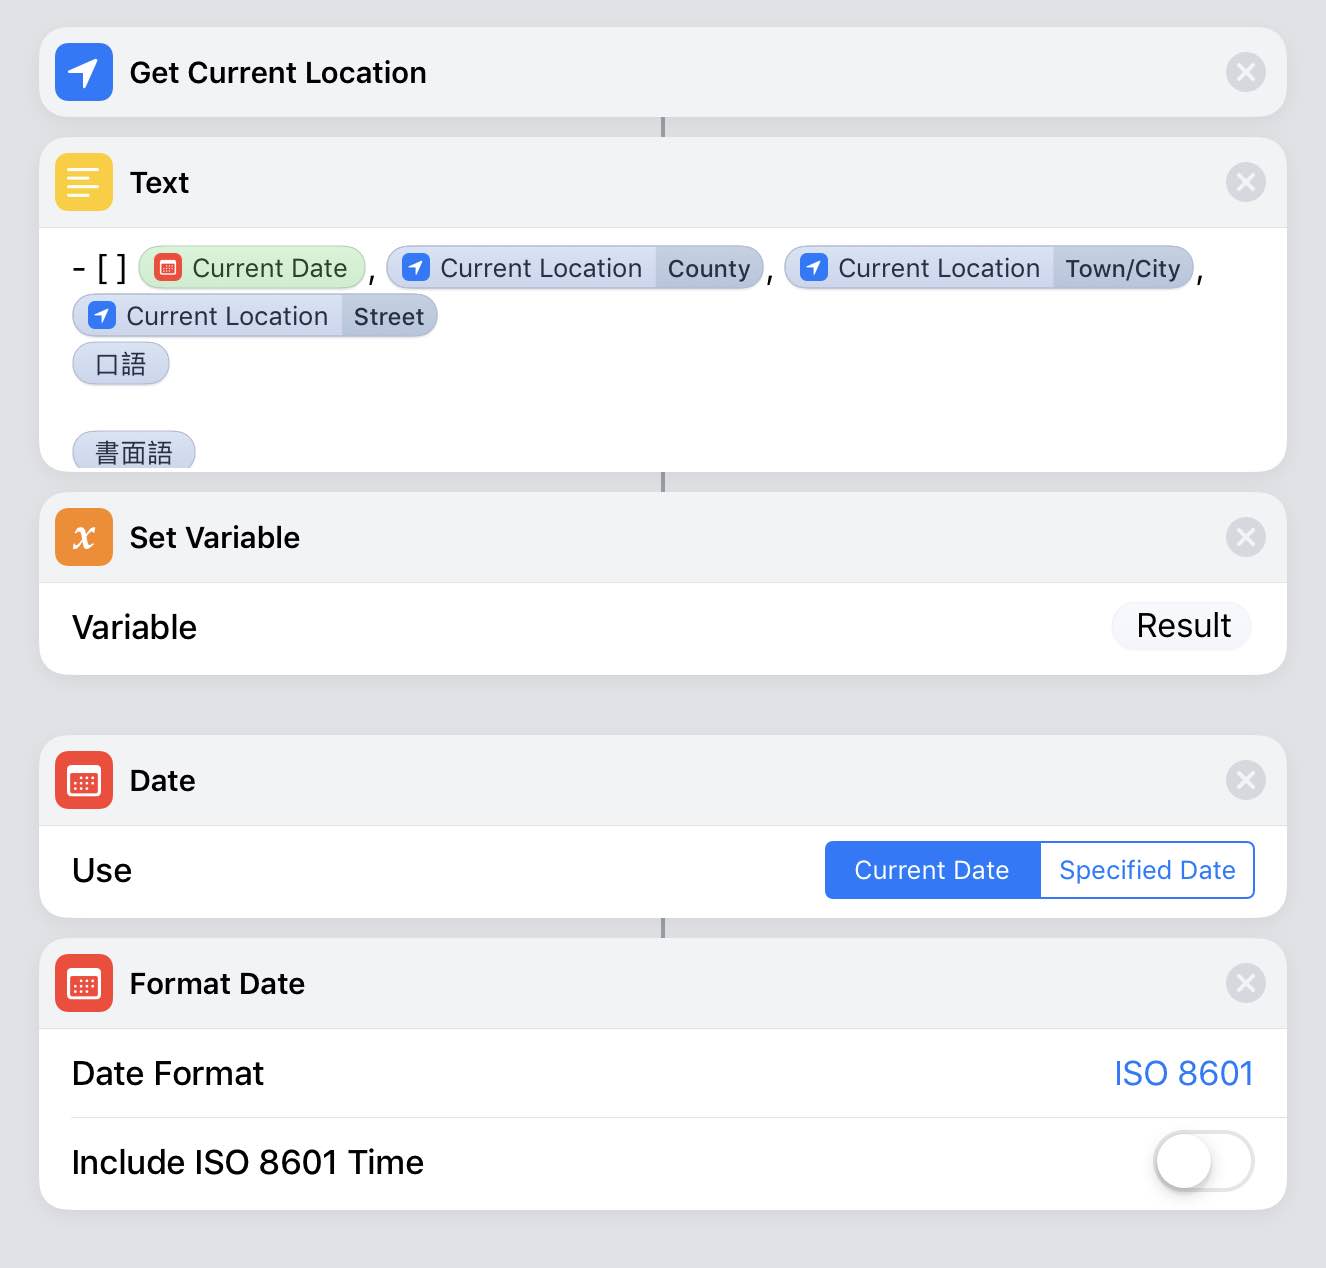 Get Current Location
Text
- [ ] Current Date, Current Location County, Current Location Town/City,
Current Location Street
口語
書面語
x Set Variable
Variable Result
Date
Use Current Date Specified Date
Format Date
Date Format ISO 8601
Include ISO 8601 Time